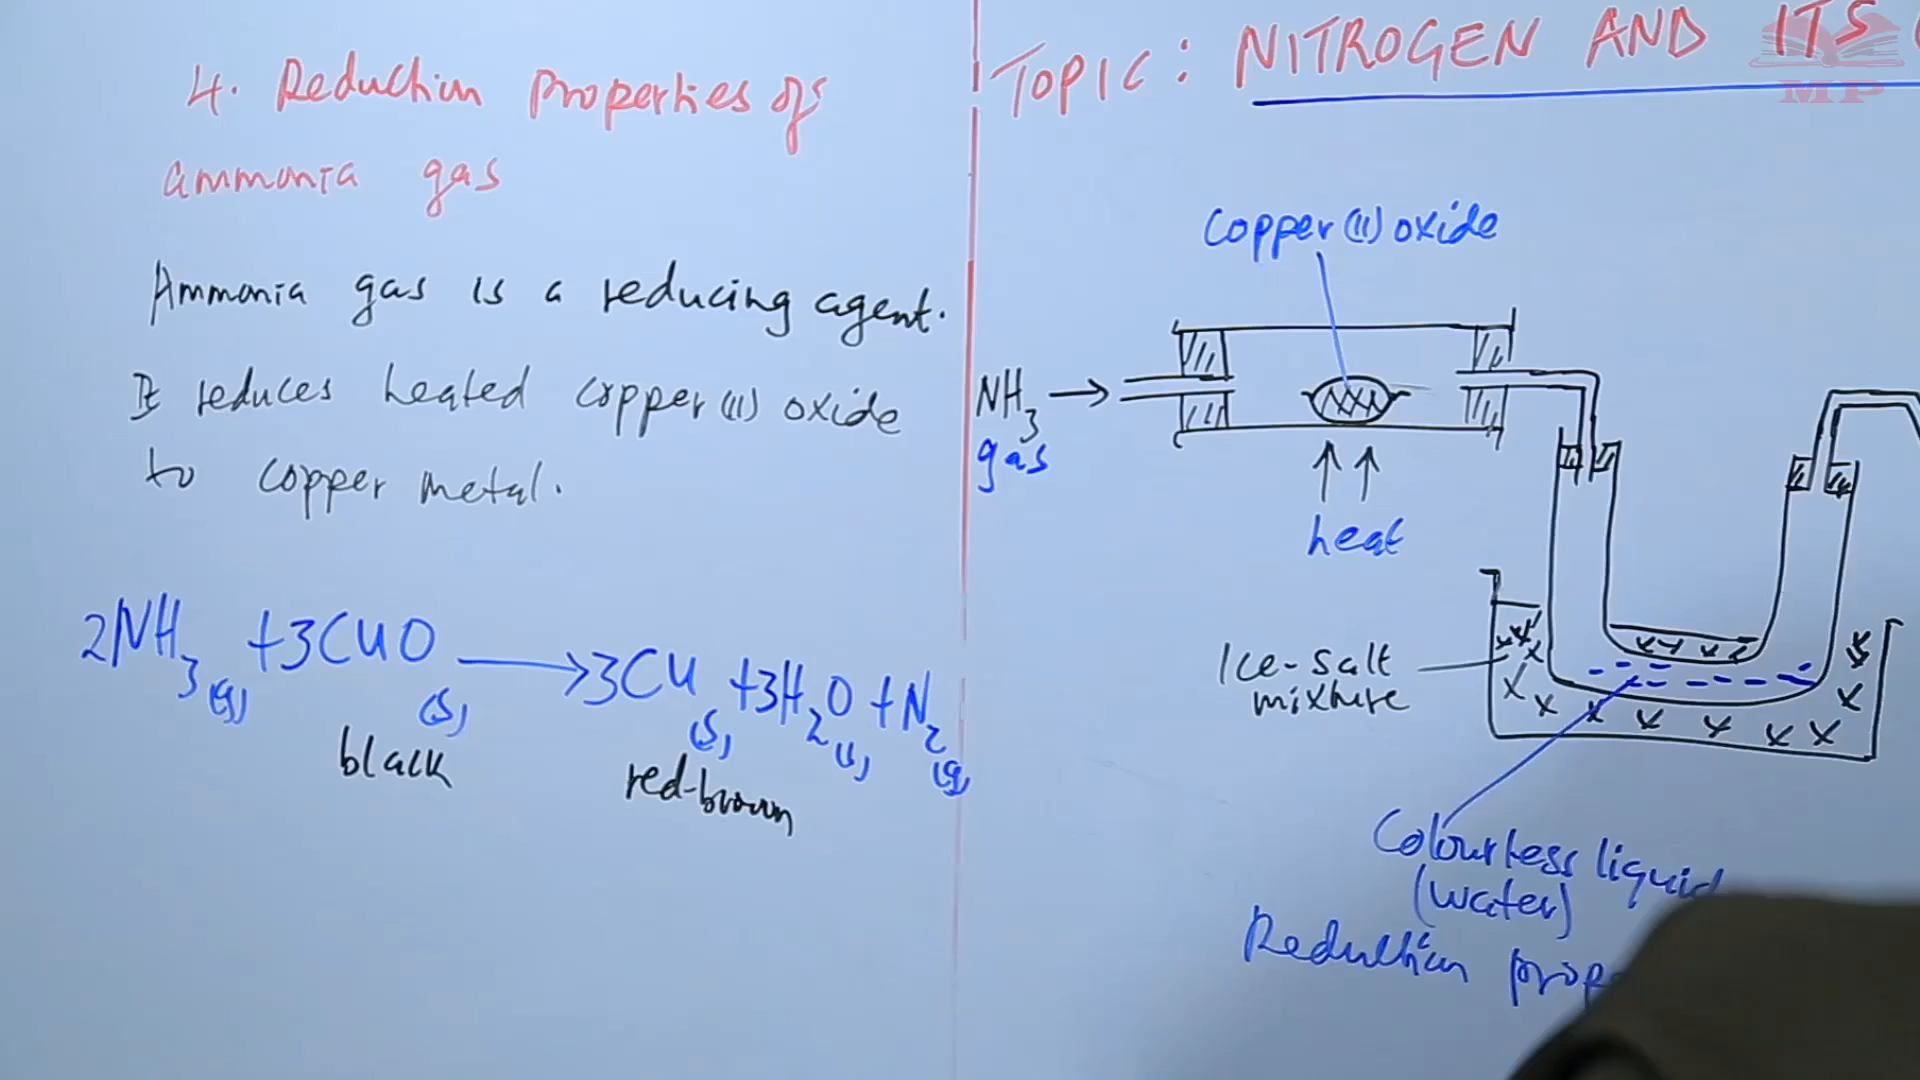 4. Reduction properties of
ammonia gas
Ammonia gas is a reducing agent.
It reduces heated copper(II) oxide
to copper metal.
2NH₃(g) + 3CuO(s) → 3Cu(s) + 3H₂O(l) + N₂(g)
black
red-brown
TOPIC: NITROGEN AND ITS
MP
Copper(II) oxide
NH₃
gas
heat
Ice-salt
mixture
Colourless liquid
(water)
Reduction